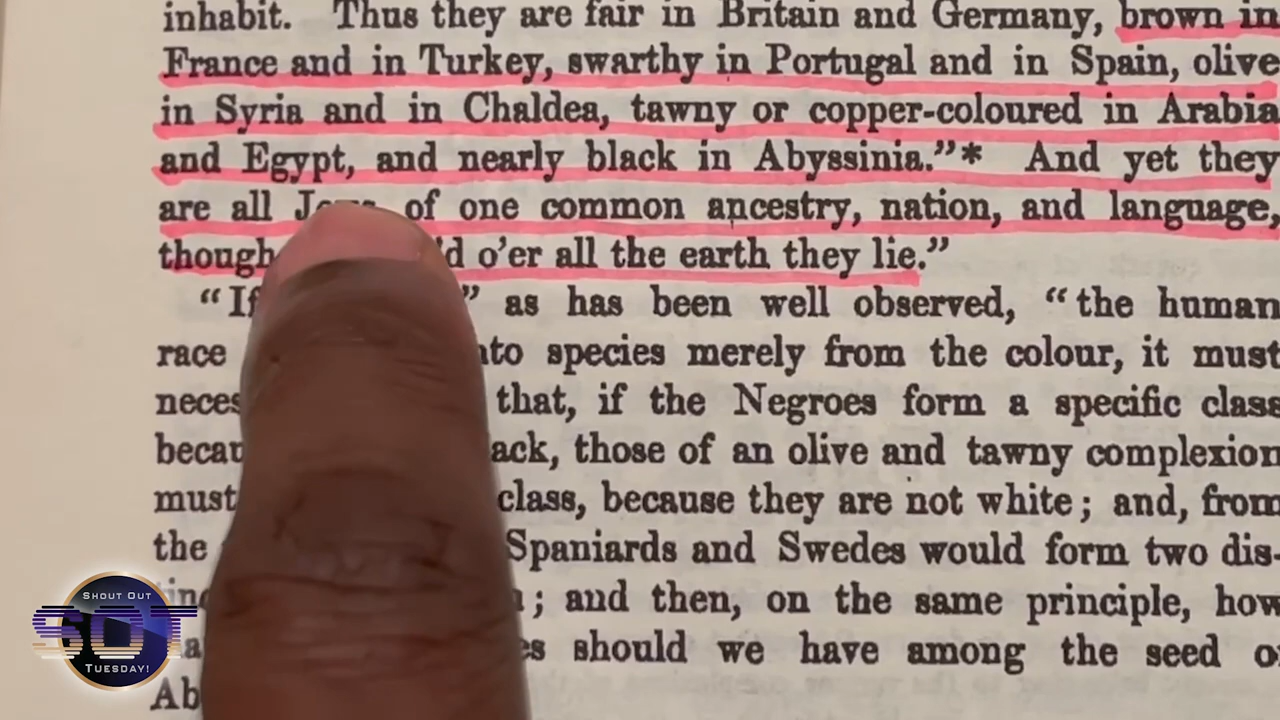 inhabit. Thus they are fair in Britain and Germany, brown in
France and in Turkey, swarthy in Portugal and in Spain, olive
in Syria and in Chaldea, tawny or copper-coloured in Arabia
and Egypt, and nearly black in Abyssinia."* And yet they
are all Jews of one common ancestry, nation, and language,
though o'er all the earth they lie."
"If " as has been well observed, "the human
race species merely from the colour, it must
that, if the Negroes form a specific class
those of an olive and tawny complexion
must class, because they are not white; and, from
the Spaniards and Swedes would form two dis-
; and then, on the same principle, how
should we have among the seed
SHOUT OUT
SOT
TUESDAY!